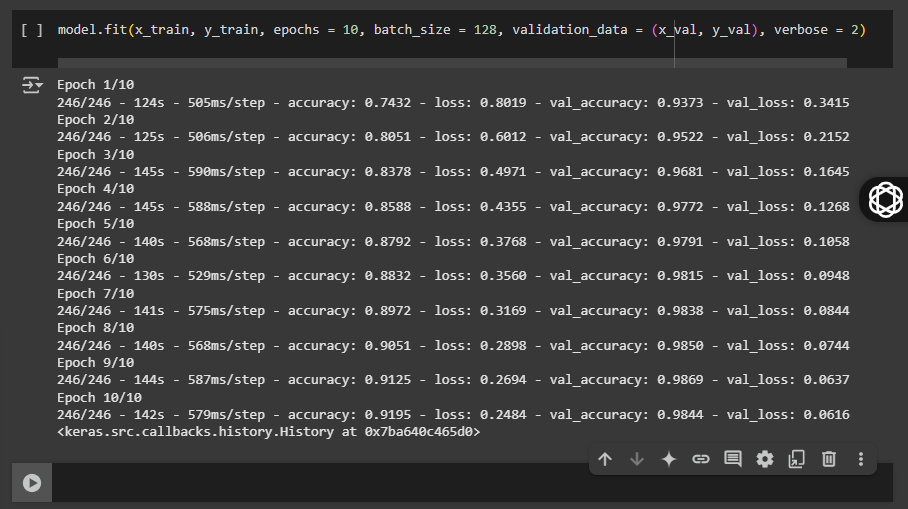 [ ] model.fit(x_train, y_train, epochs = 10, batch_size = 128, validation_data = (x_val, y_val), verbose = 2)
Epoch 1/10
246/246 - 124s - 505ms/step - accuracy: 0.7432 - loss: 0.8019 - val_accuracy: 0.9373 - val_loss: 0.3415
Epoch 2/10
246/246 - 125s - 506ms/step - accuracy: 0.8051 - loss: 0.6012 - val_accuracy: 0.9522 - val_loss: 0.2152
Epoch 3/10
246/246 - 145s - 590ms/step - accuracy: 0.8378 - loss: 0.4971 - val_accuracy: 0.9681 - val_loss: 0.1645
Epoch 4/10
246/246 - 145s - 588ms/step - accuracy: 0.8588 - loss: 0.4355 - val_accuracy: 0.9772 - val_loss: 0.1268
Epoch 5/10
246/246 - 140s - 568ms/step - accuracy: 0.8792 - loss: 0.3768 - val_accuracy: 0.9791 - val_loss: 0.1058
Epoch 6/10
246/246 - 130s - 529ms/step - accuracy: 0.8832 - loss: 0.3560 - val_accuracy: 0.9815 - val_loss: 0.0948
Epoch 7/10
246/246 - 141s - 575ms/step - accuracy: 0.8972 - loss: 0.3169 - val_accuracy: 0.9838 - val_loss: 0.0844
Epoch 8/10
246/246 - 140s - 568ms/step - accuracy: 0.9051 - loss: 0.2898 - val_accuracy: 0.9850 - val_loss: 0.0744
Epoch 9/10
246/246 - 144s - 587ms/step - accuracy: 0.9125 - loss: 0.2694 - val_accuracy: 0.9869 - val_loss: 0.0637
Epoch 10/10
246/246 - 142s - 579ms/step - accuracy: 0.9195 - loss: 0.2484 - val_accuracy: 0.9844 - val_loss: 0.0616
<keras.src.callbacks.history.History at 0x7ba640c465d0>